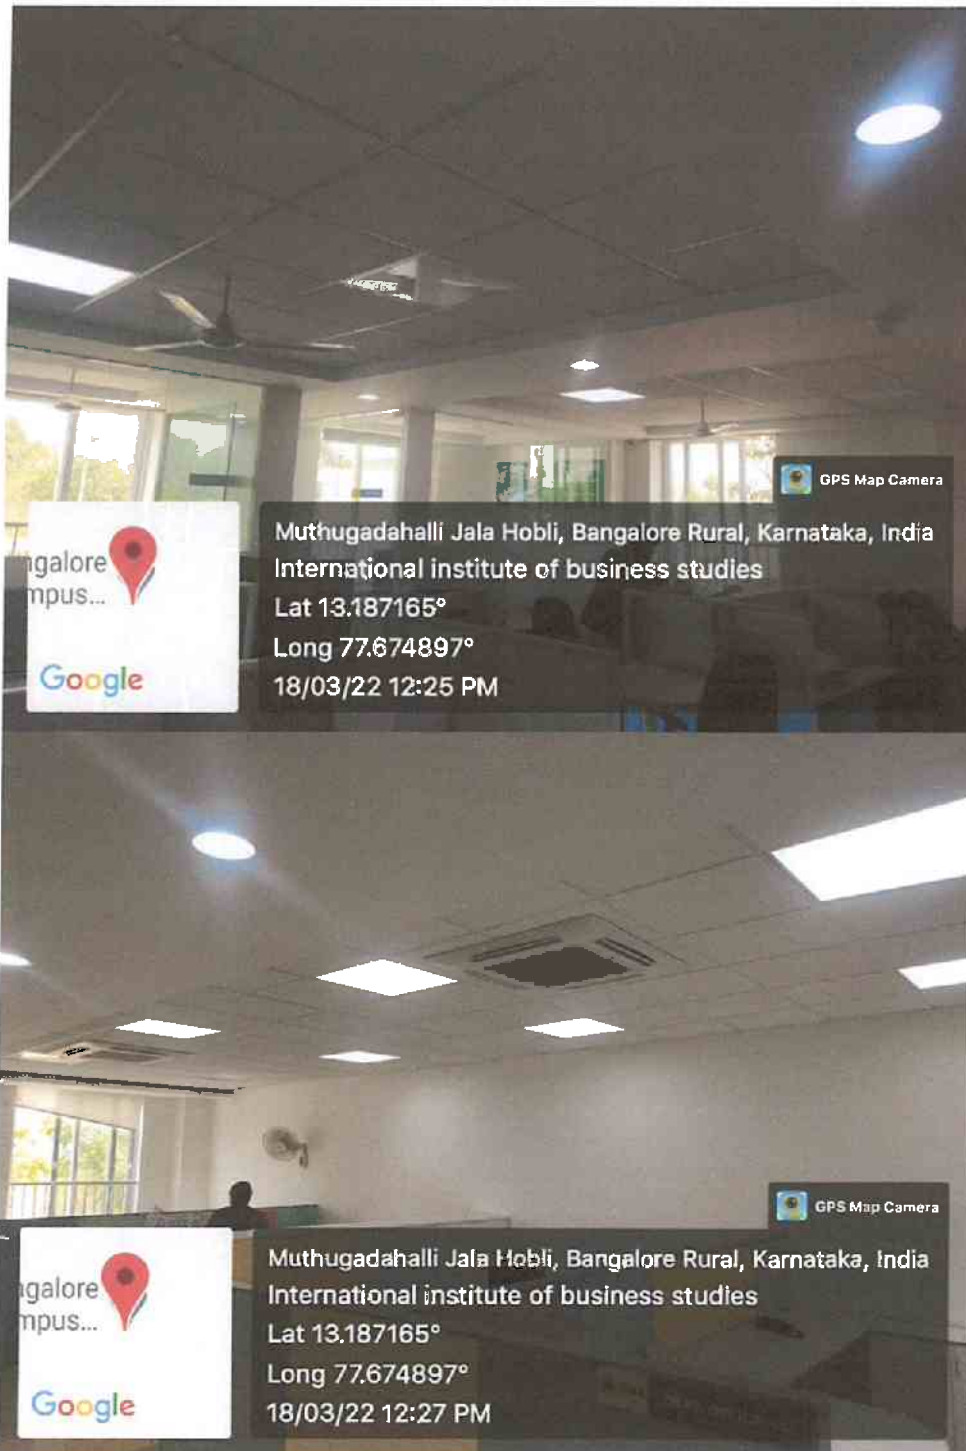 GPS Map Camera
Muthugadahalli Jala Hobli, Bangalore Rural, Karnataka, India
International institute of business studies
Lat 13.187165°
Long 77.674897°
18/03/22 12:25 PM
ngalore
mpus...
Google
GPS Map Camera
Muthugadahalli Jala Hobli, Bangalore Rural, Karnataka, India
International institute of business studies
Lat 13.187165°
Long 77.674897°
18/03/22 12:27 PM
ngalore
mpus...
Google